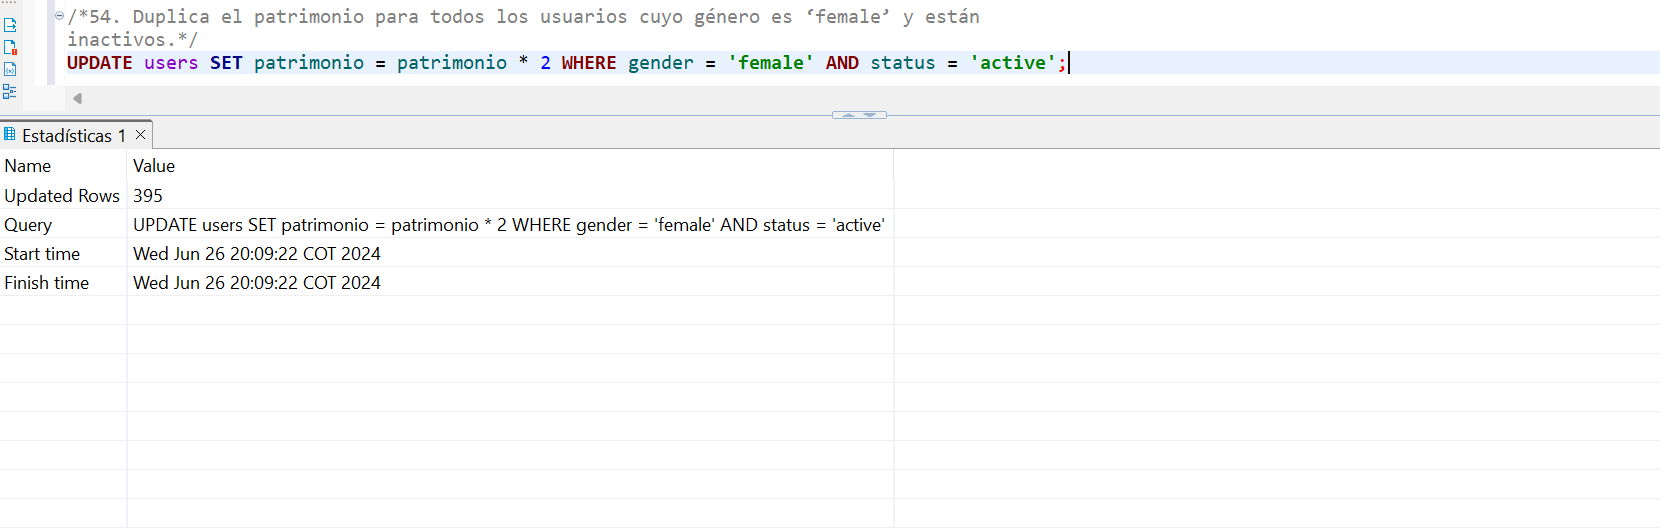 /*54. Duplica el patrimonio para todos los usuarios cuyo género es ‘female’ y están
inactivos.*/
UPDATE users SET patrimonio = patrimonio * 2 WHERE gender = 'female' AND status = 'active';
Estadísticas 1
Name Value
Updated Rows 395
Query UPDATE users SET patrimonio = patrimonio * 2 WHERE gender = 'female' AND status = 'active'
Start time Wed Jun 26 20:09:22 COT 2024
Finish time Wed Jun 26 20:09:22 COT 2024